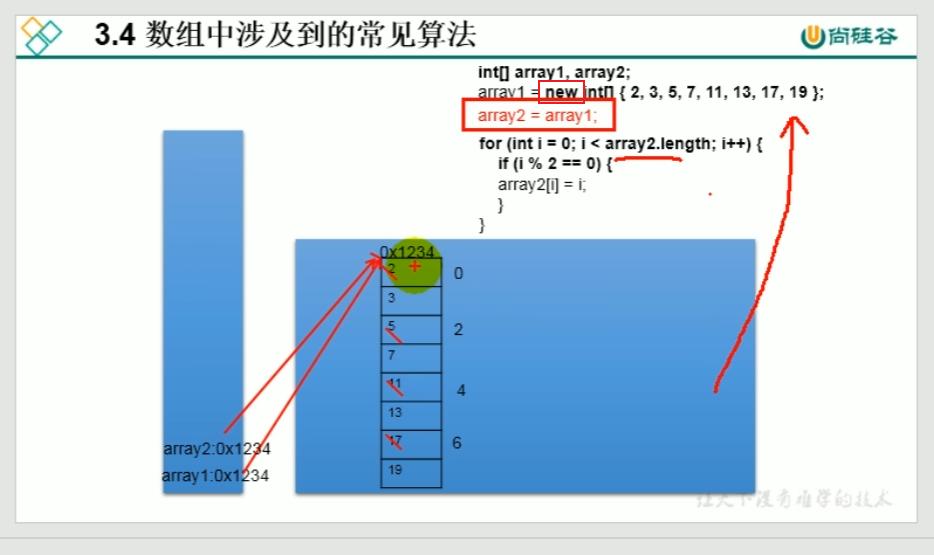 3.4 数组中涉及到的常见算法
尚硅谷
int[] array1, array2;
array1 = new int[] { 2, 3, 5, 7, 11, 13, 17, 19 };
array2 = array1;
for (int i = 0; i < array2.length; i++) {
if (i % 2 == 0) {
array2[i] = i;
}
}
0x1234
2 0
3
5 2
7
11 4
13
17 6
19
array2:0x1234
array1:0x1234
让天下没有难学的技术